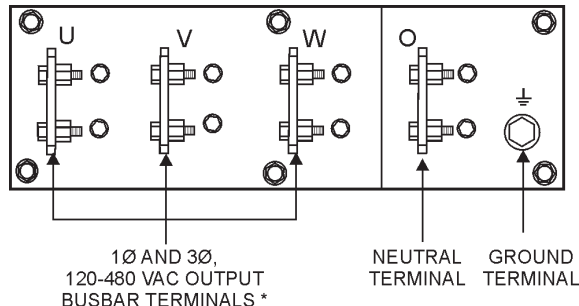 U V W O
1Ø AND 3Ø,
120-480 VAC OUTPUT
BUSBAR TERMINALS *
NEUTRAL
TERMINAL
GROUND
TERMINAL